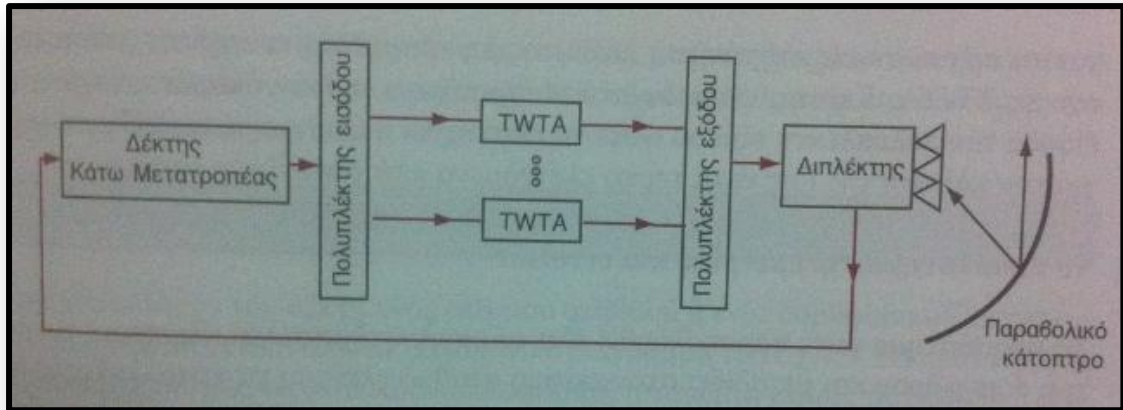 Δέκτης
Κάτω Μετατροπέας
Πολυπλέκτης εισόδου
TWTA
TWTA
Πολυπλέκτης εξόδου
Διπλέκτης
Παραβολικό
κάτοπτρο